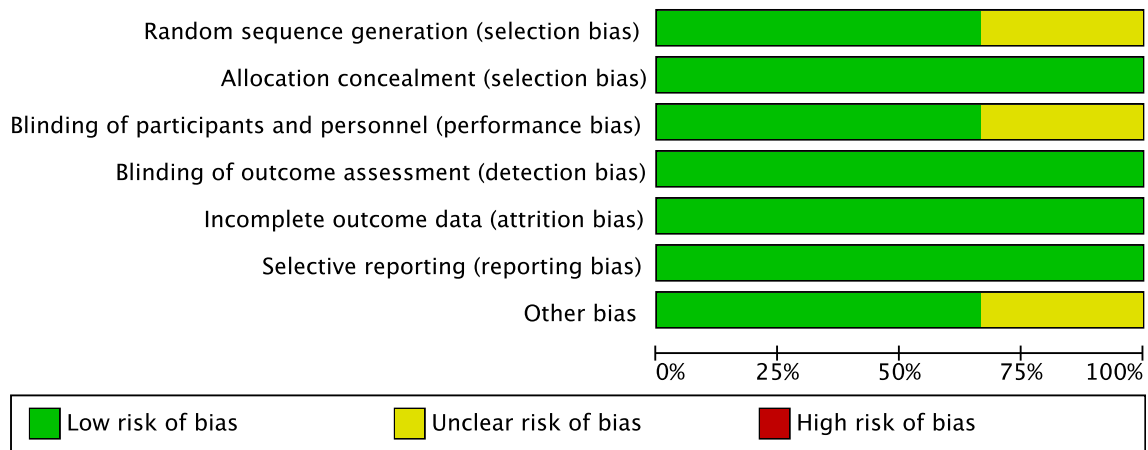 Random sequence generation (selection bias)
Allocation concealment (selection bias)
Blinding of participants and personnel (performance bias)
Blinding of outcome assessment (detection bias)
Incomplete outcome data (attrition bias)
Selective reporting (reporting bias)
Other bias
0% 25% 50% 75% 100%
Low risk of bias Unclear risk of bias High risk of bias